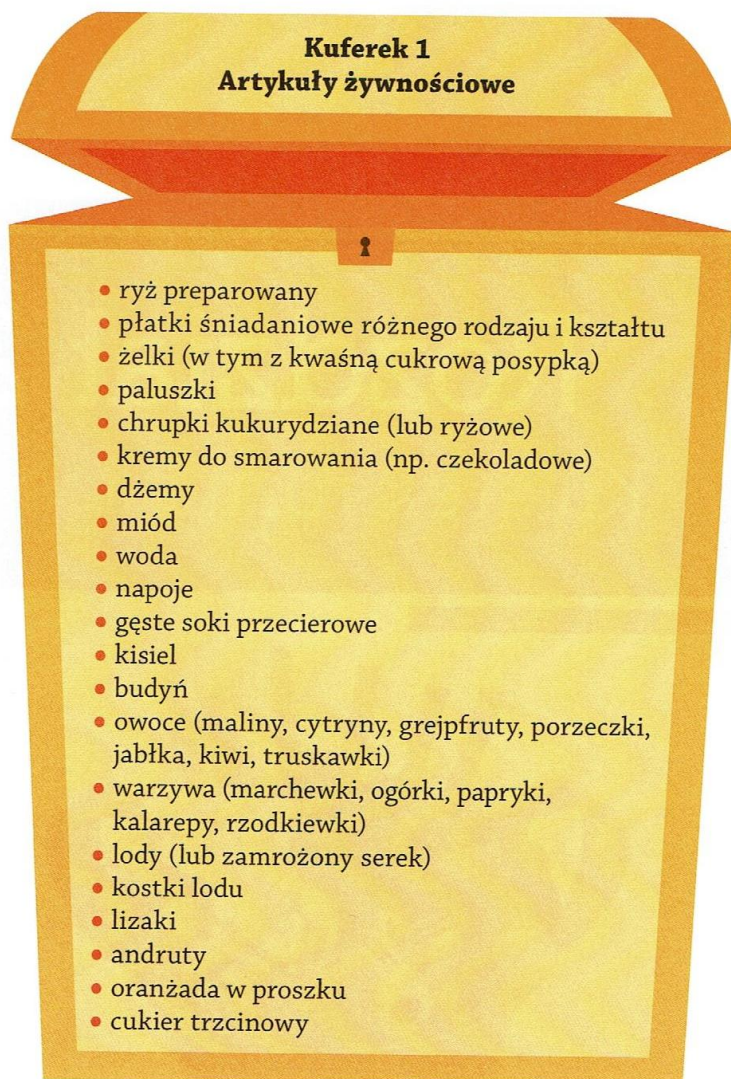 Kuferek 1
Artykuły żywnościowe
• ryż preparowany
• płatki śniadaniowe różnego rodzaju i kształtu
• żelki (w tym z kwaśną cukrową posypką)
• paluszki
• chrupki kukurydziane (lub ryżowe)
• kremy do smarowania (np. czekoladowe)
• dżemy
• miód
• woda
• napoje
• gęste soki przecierowe
• kisiel
• budyń
• owoce (maliny, cytryny, grejpfruty, porzeczki,
jabłka, kiwi, truskawki)
• warzywa (marchewki, ogórki, papryki,
kalarepy, rzodkiewki)
• lody (lub zamrożony serek)
• kostki lodu
• lizaki
• andruty
• oranżada w proszku
• cukier trzcinowy